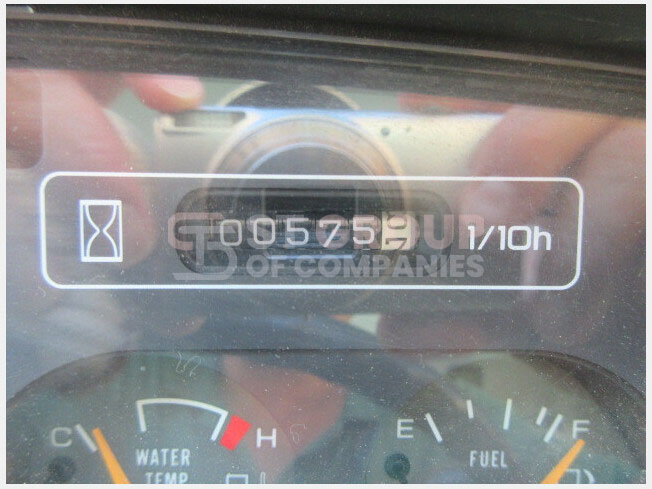 00575 1/10h
GROUP
OF COMPANIES
C H
WATER
TEMP
E F
FUEL